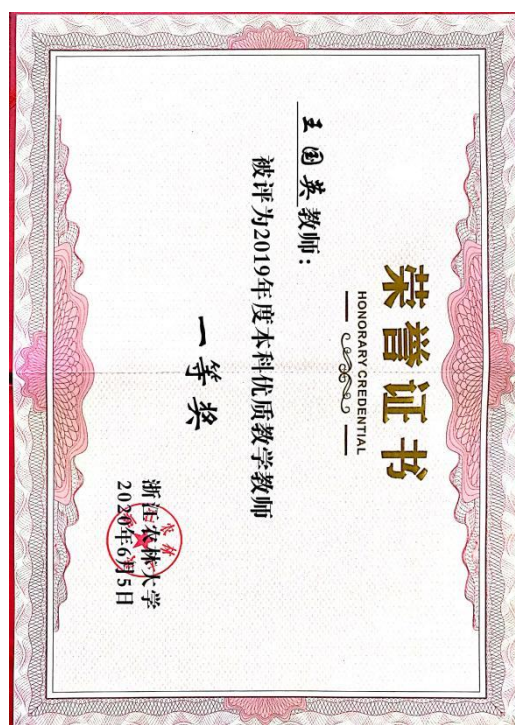 荣誉证书
HONORARY CREDENTIAL
王国英教师：
被评为2019年度本科优质教学教师
一等奖
浙江农林大学
2020年6月5日